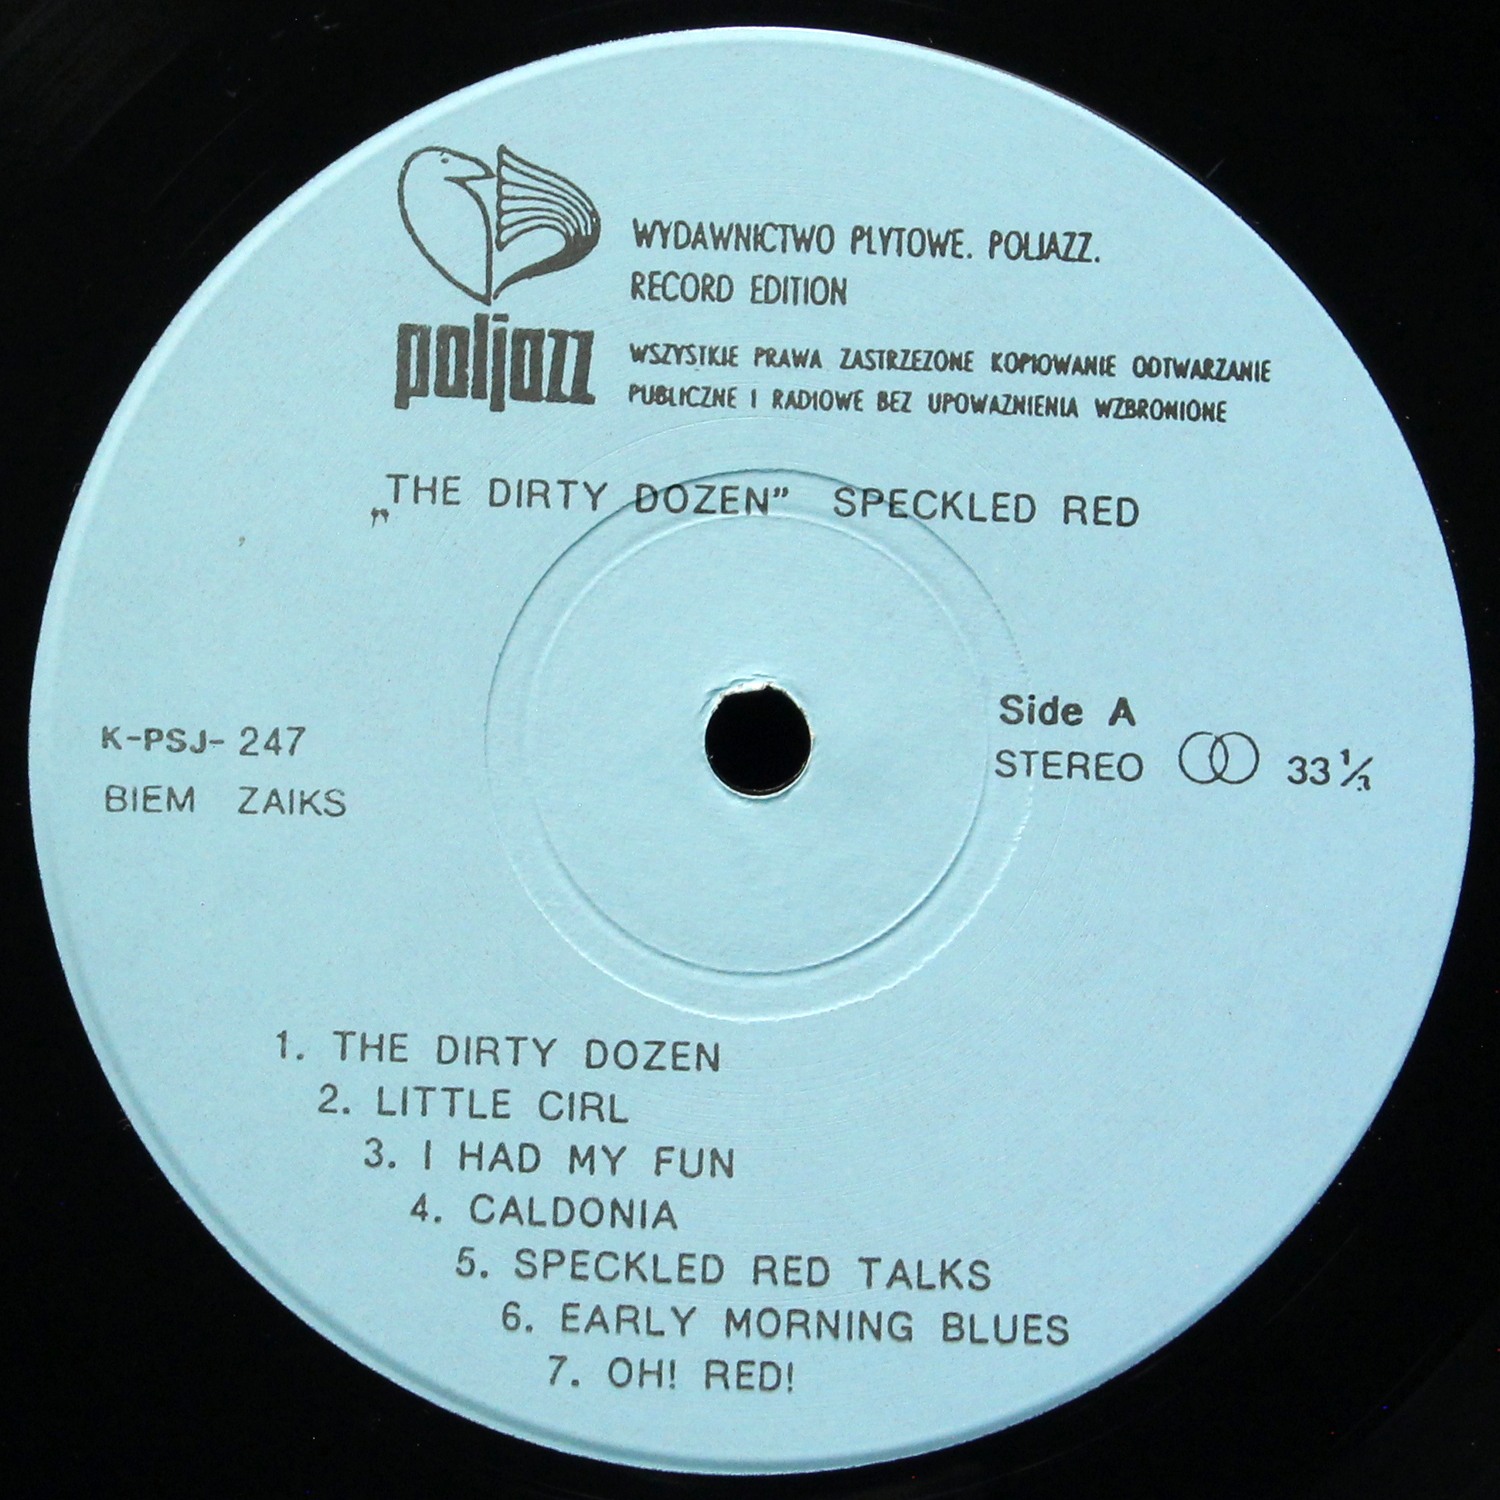 WYDAWNICTWO PLYTOWE. POLJAZZ.
RECORD EDITION
poljazz
WSZYSTKIE PRAWA ZASTRZEZONE KOPIOWANIE ODTWARZANIE
PUBLICZNE I RADIOWE BEZ UPOWAZNIENIA WZBRONIONE
„THE DIRTY DOZEN” SPECKLED RED
K-PSJ- 247
BIEM ZAIKS
Side A
STEREO 33 1/3
1. THE DIRTY DOZEN
2. LITTLE CIRL
3. I HAD MY FUN
4. CALDONIA
5. SPECKLED RED TALKS
6. EARLY MORNING BLUES
7. OH! RED!